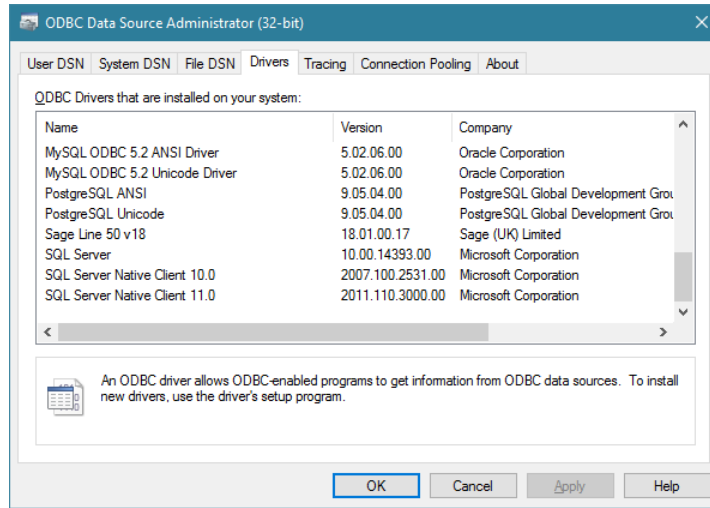 ODBC Data Source Administrator (32-bit)
User DSN System DSN File DSN Drivers Tracing Connection Pooling About
ODBC Drivers that are installed on your system:
Name Version Company
MySQL ODBC 5.2 ANSI Driver 5.02.06.00 Oracle Corporation
MySQL ODBC 5.2 Unicode Driver 5.02.06.00 Oracle Corporation
PostgreSQL ANSI 9.05.04.00 PostgreSQL Global Development Grou
PostgreSQL Unicode 9.05.04.00 PostgreSQL Global Development Grou
Sage Line 50 v18 18.01.00.17 Sage (UK) Limited
SQL Server 10.00.14393.00 Microsoft Corporation
SQL Server Native Client 10.0 2007.100.2531.00 Microsoft Corporation
SQL Server Native Client 11.0 2011.110.3000.00 Microsoft Corporation
An ODBC driver allows ODBC-enabled programs to get information from ODBC data sources. To install
new drivers, use the driver's setup program.
OK Cancel Apply Help